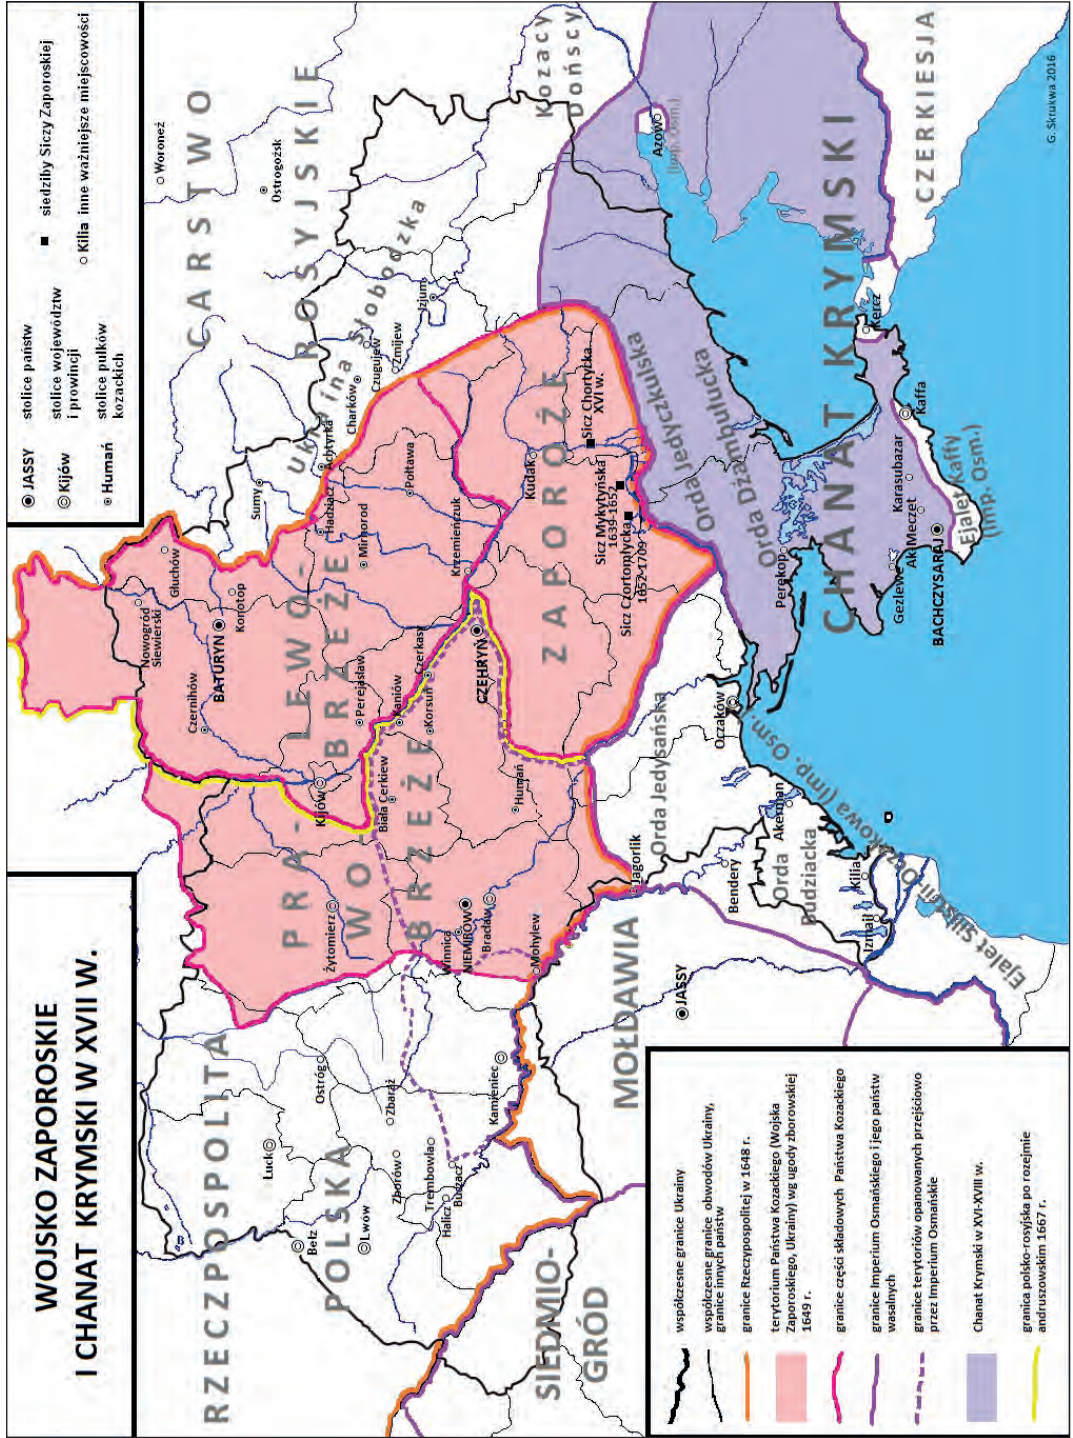 WOJSKO ZAPOROSKIE
I CHANAT KRYMSKI W XVII W.
JASSY stolice państw
Kijów stolice województw
i prowincji
Humań stolice pułków
kozackich
siedziby Siczy Zaporoskiej
Kilia inne ważniejsze miejscowości
RZECZPOSPOLITA
POLSKA
CARSTWO
ROSYJSKIE
Ukraina Słobodzka
Kozacy
Dońscy
PRA-
WO-
BRZEŻE
LEWO-
BRZEŻE
ZAPOROŻE
CHANAT KRYMSKI
CZERKIESJA
MOŁDAWIA
SIEDMIO-
GRÓD
Orda Jedyczkulska
Orda Dżambułucka
Orda Jedysańska
Orda
Budziacka
Ejalet Silistri-Oczakowa (Imp. Osm.)
Ejalet Kaffy
(Imp. Osm.)
Woroneż
Ostrogożsk
Sumy
Achtyrka
Charków
Czugujew
Zmijew
Izjum
Nowogród
Siewierski
Głuchów
Czernihów
BATURYN
Konotop
Hadziacz
Mirhorod
Połtawa
Krzemieńczuk
Perejasław
Kaniów
Czerkasy
Korsuń
CZEHRYŃ
Kijów
Biała Cerkiew
Humań
Żytomierz
Winnica
NIEMIRÓW
Bracław
Mohylew
Jagorlik
Kudak
Sicz Chortycka
XVI w.
Sicz Mykytyńska
1639-1652
Sicz Czortomłycka
1652-1709
Azow
(Imp. Osm.)
Kercz
Kaffa
Karasubazar
AkMeczet
Gezlewe
BACHCZYSARAJ
Perekop
Oczaków
Akerman
Bendery
Kilia
Izmaił
JASSY
Ostróg
Łuck
Zbaraż
Zborów
Trembowla
Buczacz
Halicz
Lwów
Bełz
Kamieniec
B
G. Skrukwa 2016
współczesne granice Ukrainy
współczesne granice obwodów Ukrainy,
granice innych państw
granice Rzeczypospolitej w 1648 r.
terytorium Państwa Kozackiego (Wojska
Zaporoskiego, Ukrainy) wg ugody zborowskiej
1649 r.
granice części składowych Państwa Kozackiego
granice Imperium Osmańskiego i jego państw
wasalnych
granice terytoriów opanowanych przejściowo
przez Imperium Osmańskie
Chanat Krymski w XVI-XVIII w.
granica polsko-rosyjska po rozejmie
andruszowskim 1667 r.